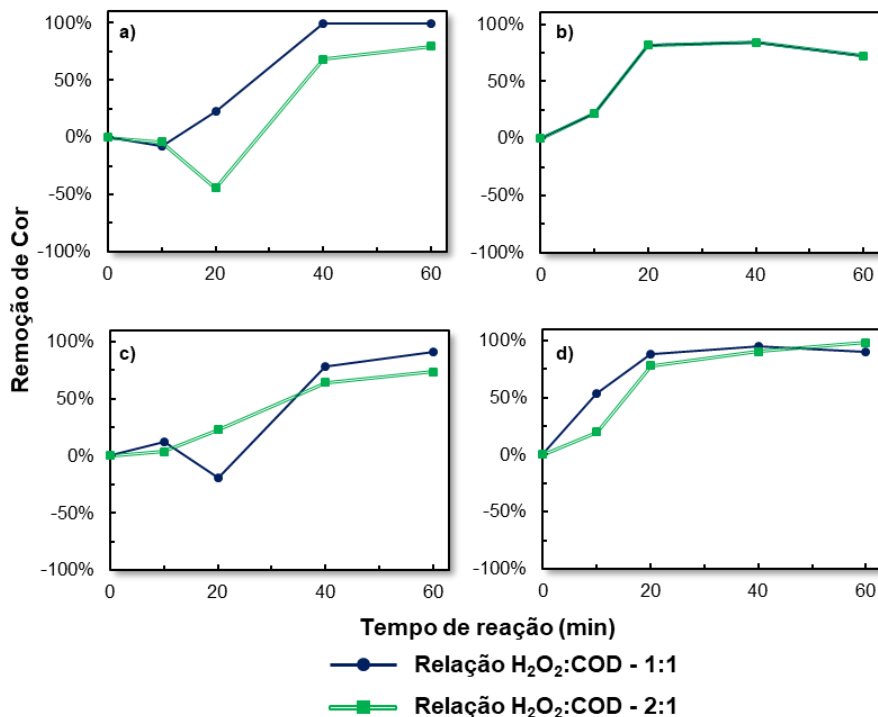 Remoção de Cor
a)
100%
50%
0%
-50%
-100%
0 20 40 60
b)
100%
50%
0%
-50%
-100%
0 20 40 60
c)
100%
50%
0%
-50%
-100%
0 20 40 60
d)
100%
50%
0%
-50%
-100%
0 20 40 60
Tempo de reação (min)
Relação H₂O₂:COD - 1:1
Relação H₂O₂:COD - 2:1